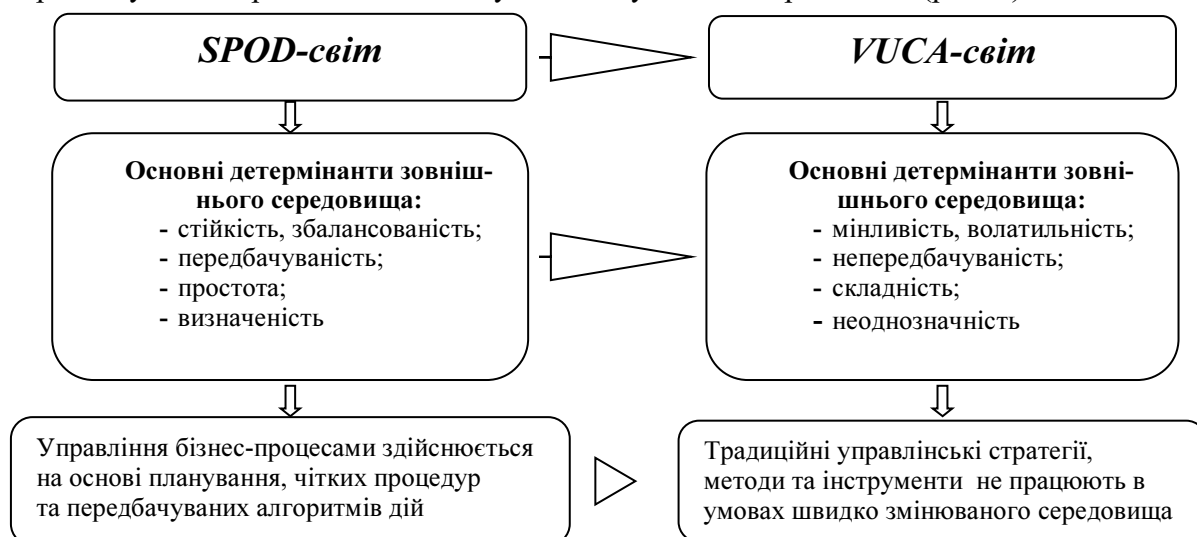 SPOD-світ
VUCA-світ
Основні детермінанти зовніш-
нього середовища:
- стійкість, збалансованість;
- передбачуваність;
- простота;
- визначеність
Основні детермінанти зовні-
шнього середовища:
- мінливість, волатильність;
- непередбачуваність;
- складність;
- неоднозначність
Управління бізнес-процесами здійснюється
на основі планування, чітких процедур
та передбачуваних алгоритмів дій
Традиційні управлінські стратегії,
методи та інструменти не працюють в
умовах швидко змінюваного середовища